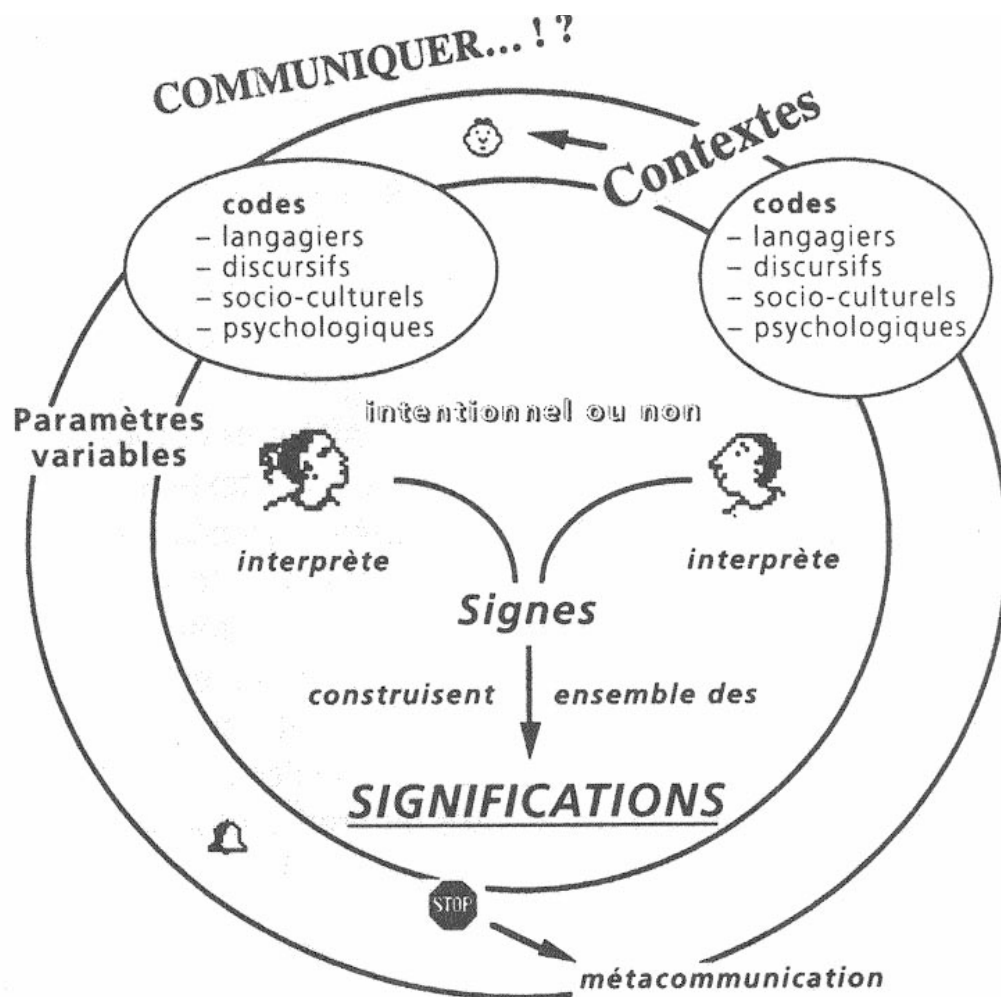 COMMUNIQUER... ! ?
Contextes
codes
– langagiers
– discursifs
– socio-culturels
– psychologiques
codes
– langagiers
– discursifs
– socio-culturels
– psychologiques
Paramètres
variables
intentionnel ou non
interprète
interprète
Signes
construisent ensemble des
SIGNIFICATIONS
STOP
métacommunication